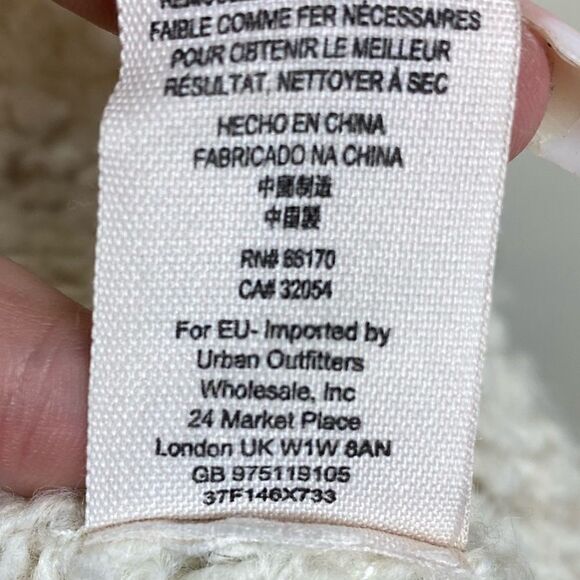 FAIBLE COMME FER NÉCESSAIRES
POUR OBTENIR LE MEILLEUR
RÉSULTAT. NETTOYER À SEC
HECHO EN CHINA
FABRICADO NA CHINA
中國制造
中国製
RN# 66170
CA# 32054
For EU- Imported by
Urban Outfitters
Wholesale, Inc
24 Market Place
London UK W1W 8AN
GB 975119105
37F146X733